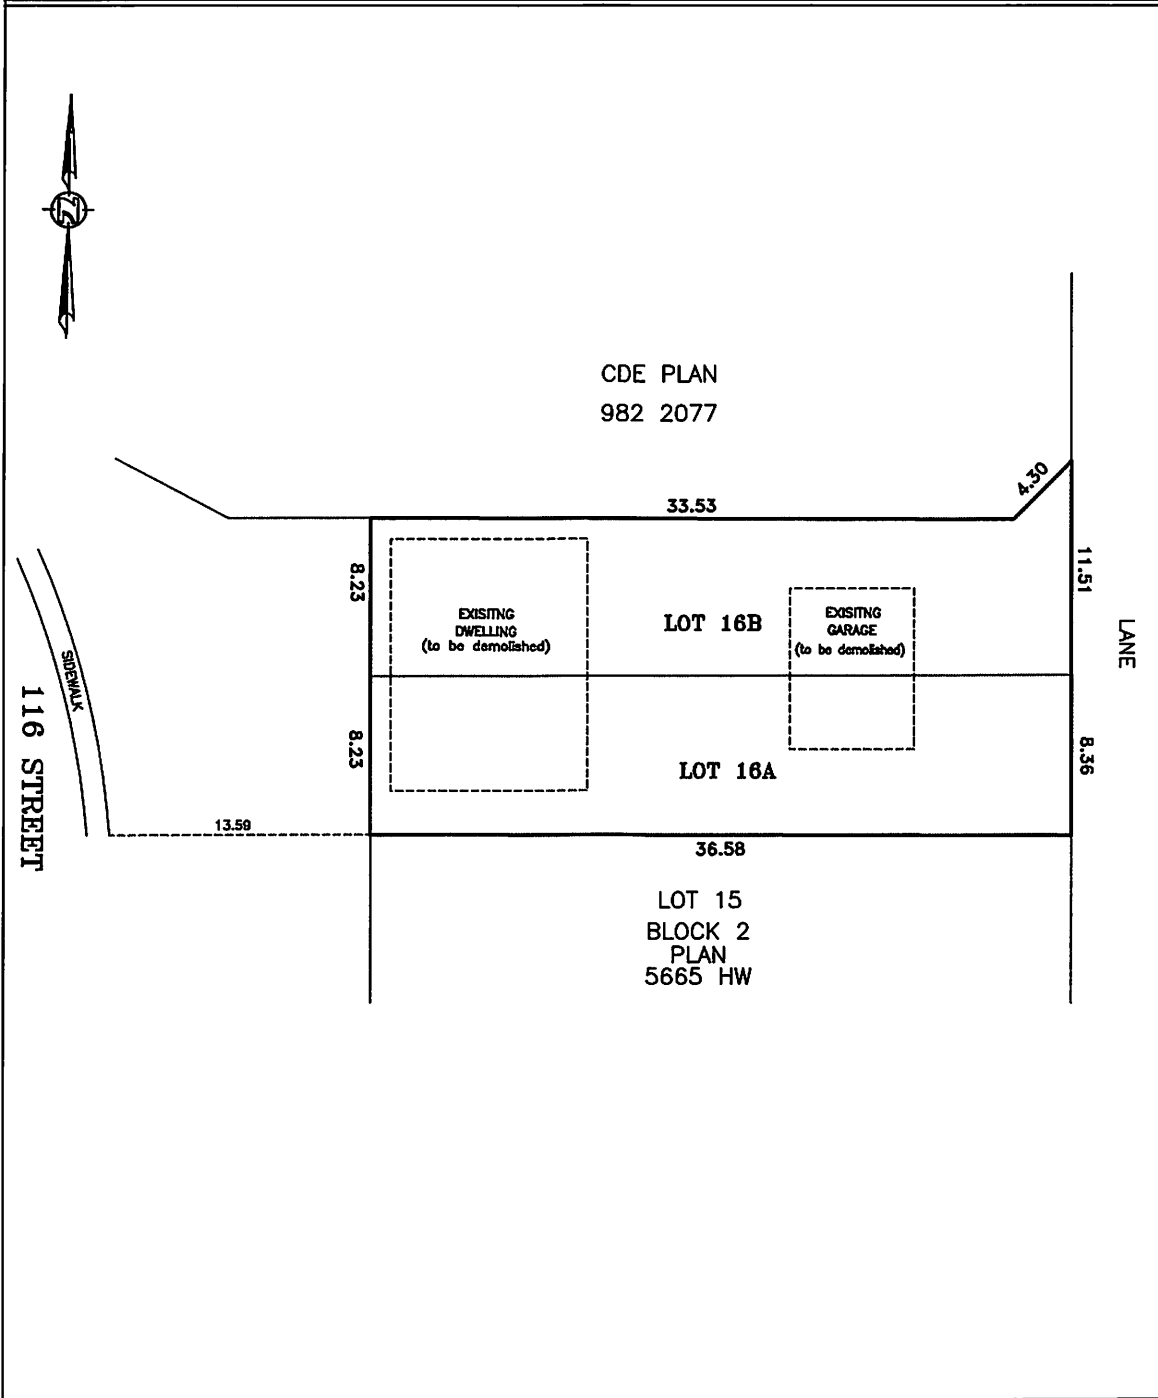 CDE PLAN
982 2077
4.30
33.53
11.51
8.23
LANE
EXISITNG
DWELLING
(to be demolished)
LOT 16B
EXISITNG
GARAGE
(to be demolished)
SIDEWALK
116 STREET
8.23
LOT 16A
8.36
13.59
36.58
LOT 15
BLOCK 2
PLAN
5665 HW
N